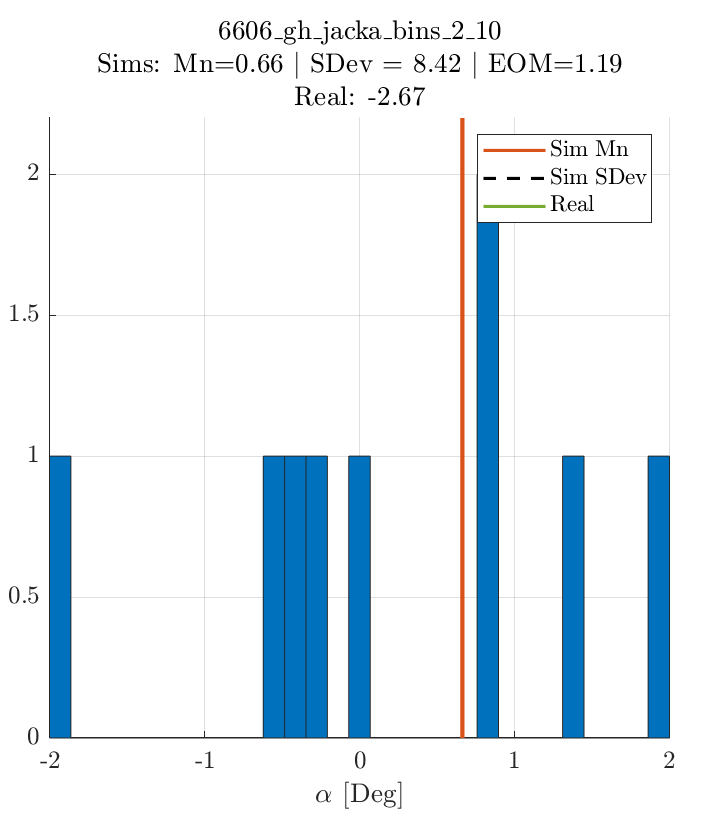 6606_gh_jacka_bins_2_10
Sims: Mn=0.66 | SDev = 8.42 | EOM=1.19
Real: -2.67
Sim Mn
Sim SDev
Real
2
1.5
1
0.5
0
-2 -1 0 1 2
α [Deg]